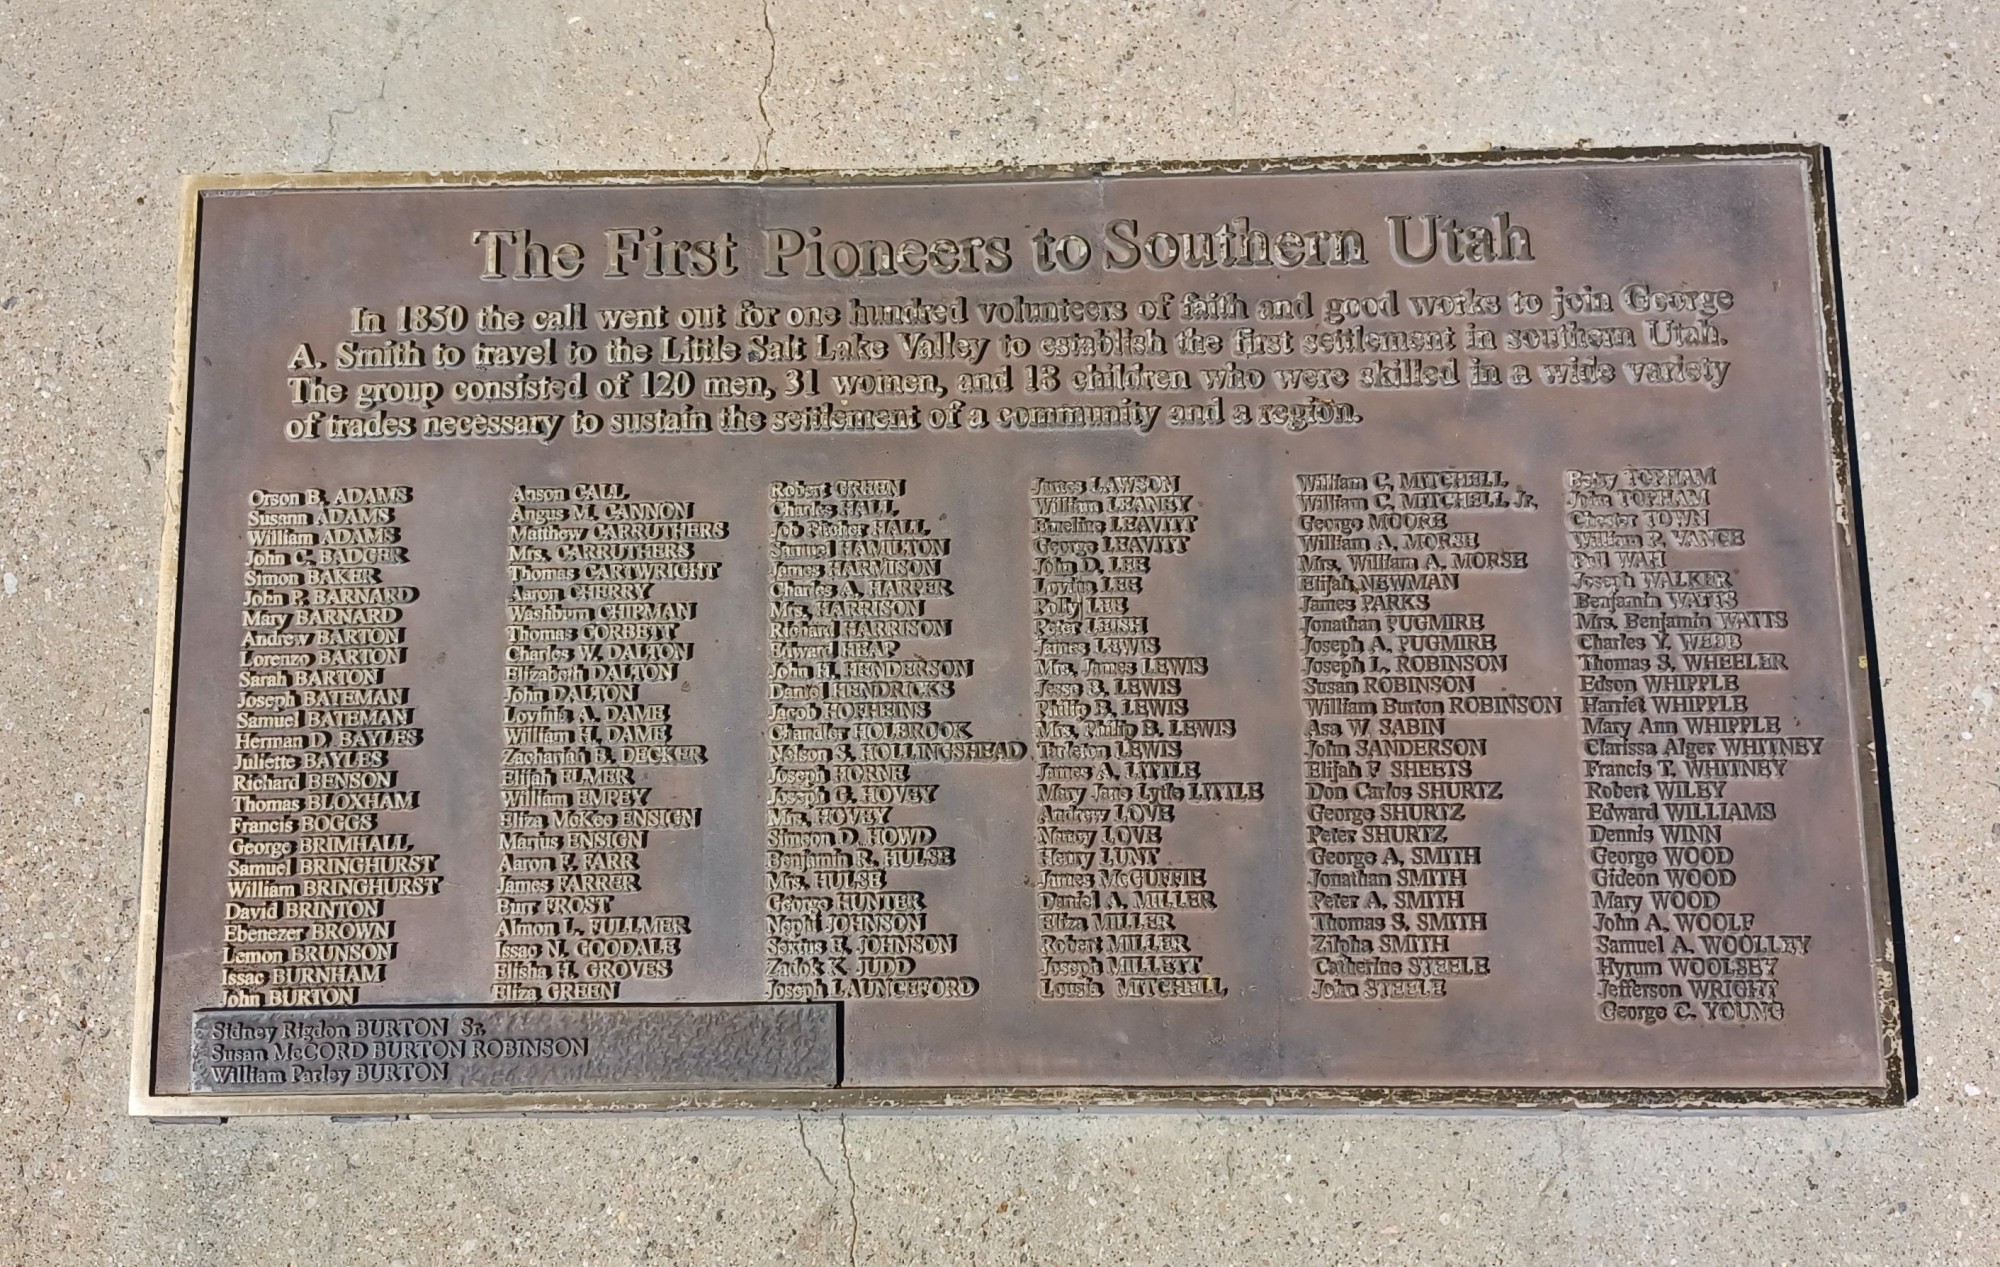 The First Pioneers to Southern Utah
In 1850 the call went out for one hundred volunteers of faith and good works to join George
A. Smith to travel to the Little Salt Lake Valley to establish the first settlement in southern Utah.
The group consisted of 120 men, 31 women, and 18 children who were skilled in a wide variety
of trades necessary to sustain the settlement of a community and a region.
Orson B. ADAMS
Susann ADAMS
William ADAMS
John C. BADGER
Simon BAKER
John P. BARNARD
Mary BARNARD
Andrew BARTON
Lorenzo BARTON
Sarah BARTON
Joseph BATEMAN
Samuel BATEMAN
Herman D. BAYLES
Juliette BAYLES
Richard BENSON
Thomas BLOXHAM
Francis BOGGS
George BRIMHALL
Samuel BRINGHURST
William BRINGHURST
David BRINTON
Ebenezer BROWN
Lemon BRUNSON
Issac BURNHAM
John BURTON
Sidney Rigdon BURTON Sr.
Susan McCORD BURTON ROBINSON
William Parley BURTON
Anson CALL
Angus M. CANNON
Matthew CARRUTHERS
Mrs. CARRUTHERS
Thomas CARTWRIGHT
Aaron CHERRY
Washburn CHIPMAN
Thomas CORBETT
Charles W. DALTON
Elizabeth DALTON
John DALTON
Lovinia A. DAME
William H. DAME
Zachariah B. DECKER
Elijah ELMER
William EMPEY
Eliza McKee ENSIGN
Marius ENSIGN
Aaron F. FARR
James FARRER
Burr FROST
Almon L. FULLMER
Issac N. GOODALE
Elisha H. GROVES
Eliza GREEN
Robert GREEN
Charles HALL
Job Pitcher HALL
Samuel HAMILTON
James HARMISON
Charles A. HARPER
Mrs. HARRISON
Richard HARRISON
Edward HEAP
John H. HENDERSON
Daniel HENDRICKS
Jacob HOFHEINS
Chandler HOLBROOK
Nelson S. HOLLINGSHEAD
Joseph HORNE
Joseph G. HOVEY
Mrs. HOVEY
Simeon D. HOWD
Benjamin R. HULSE
Mrs. HULSE
George HUNTER
Nephi JOHNSON
Sextus E. JOHNSON
Zadok K. JUDD
Joseph LAUNCEFORD
James LAWSON
William LEANEY
Emeline LEAVITT
George LEAVITT
John D. LEE
Lovina LEE
Polly LEE
Peter LEISH
James LEWIS
Mrs. James LEWIS
Jesse B. LEWIS
Philip B. LEWIS
Mrs. Philip B. LEWIS
Tarleton LEWIS
James A. LITTLE
Mary Jane Lytle LITTLE
Andrew LOVE
Nancy LOVE
Henry LUNT
James McGUFFIE
Daniel A. MILLER
Eliza MILLER
Robert MILLER
Joseph MILLETT
Lousia MITCHELL
William C. MITCHELL
William C. MITCHELL Jr.
George MOORE
William A. MORSE
Mrs. William A. MORSE
Elijah NEWMAN
James PARKS
Jonathan PUGMIRE
Joseph A. PUGMIRE
Joseph L. ROBINSON
Susan ROBINSON
William Burton ROBINSON
Asa W. SABIN
John SANDERSON
Elijah F SHEETS
Don Carlos SHURTZ
George SHURTZ
Peter SHURTZ
George A. SMITH
Jonathan SMITH
Peter A. SMITH
Thomas S. SMITH
Zilpha SMITH
Catherine STEELE
John STEELE
Betsy TOPHAM
John TOPHAM
Chester TOWN
William P. VANCE
WAH
Joseph WALKER
Benjamin WATTS
Mrs. Benjamin WATTS
Charles Y. WEBB
Thomas S. WHEELER
Edson WHIPPLE
Harriet WHIPPLE
Mary Ann WHIPPLE
Clarissa Alger WHITNEY
Francis T. WHITNEY
Robert WILEY
Edward WILLIAMS
Dennis WINN
George WOOD
Gideon WOOD
Mary WOOD
John A. WOOLF
Samuel A. WOOLLEY
Hyrum WOOLSEY
Jefferson WRIGHT
George C. YOUNG